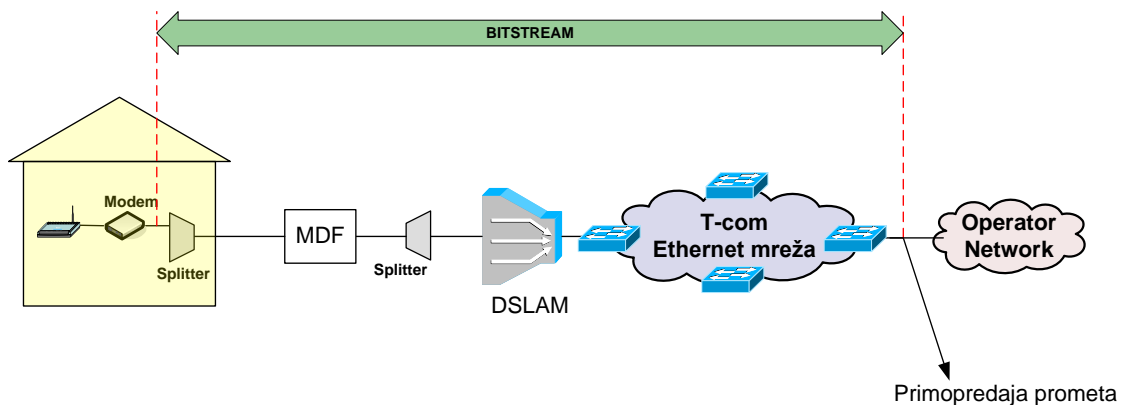 BITSTREAM
Modem
Splitter
MDF
Splitter
DSLAM
T-com
Ethernet mreža
Operator
Network
Primopredaja prometa